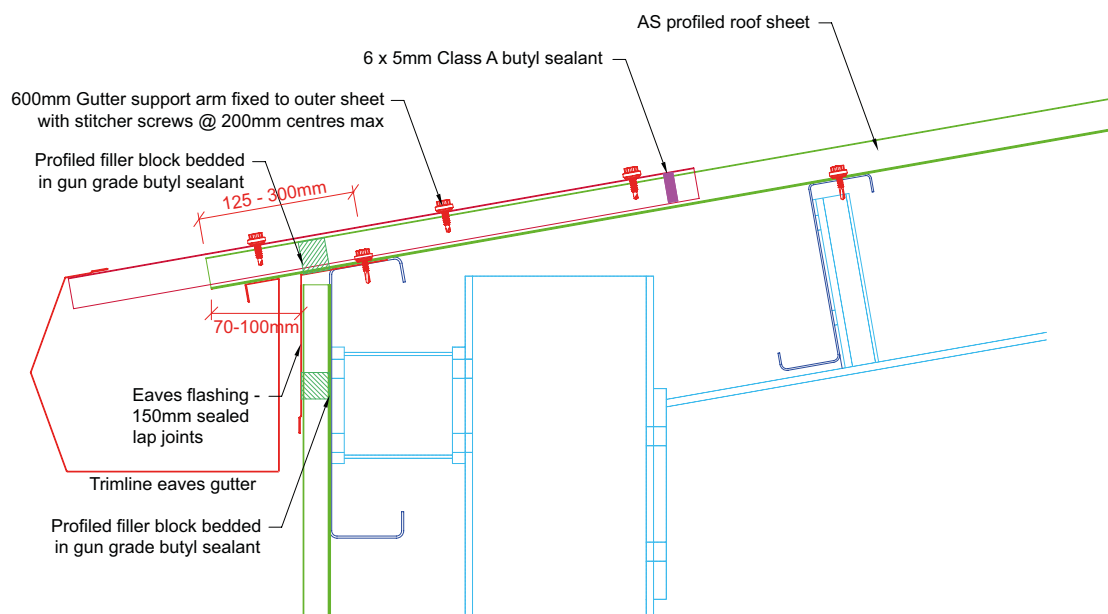 AS profiled roof sheet
6 x 5mm Class A butyl sealant
600mm Gutter support arm fixed to outer sheet
with stitcher screws @ 200mm centres max
Profiled filler block bedded
in gun grade butyl sealant
125 - 300mm
70-100mm
Eaves flashing -
150mm sealed
lap joints
Trimline eaves gutter
Profiled filler block bedded
in gun grade butyl sealant